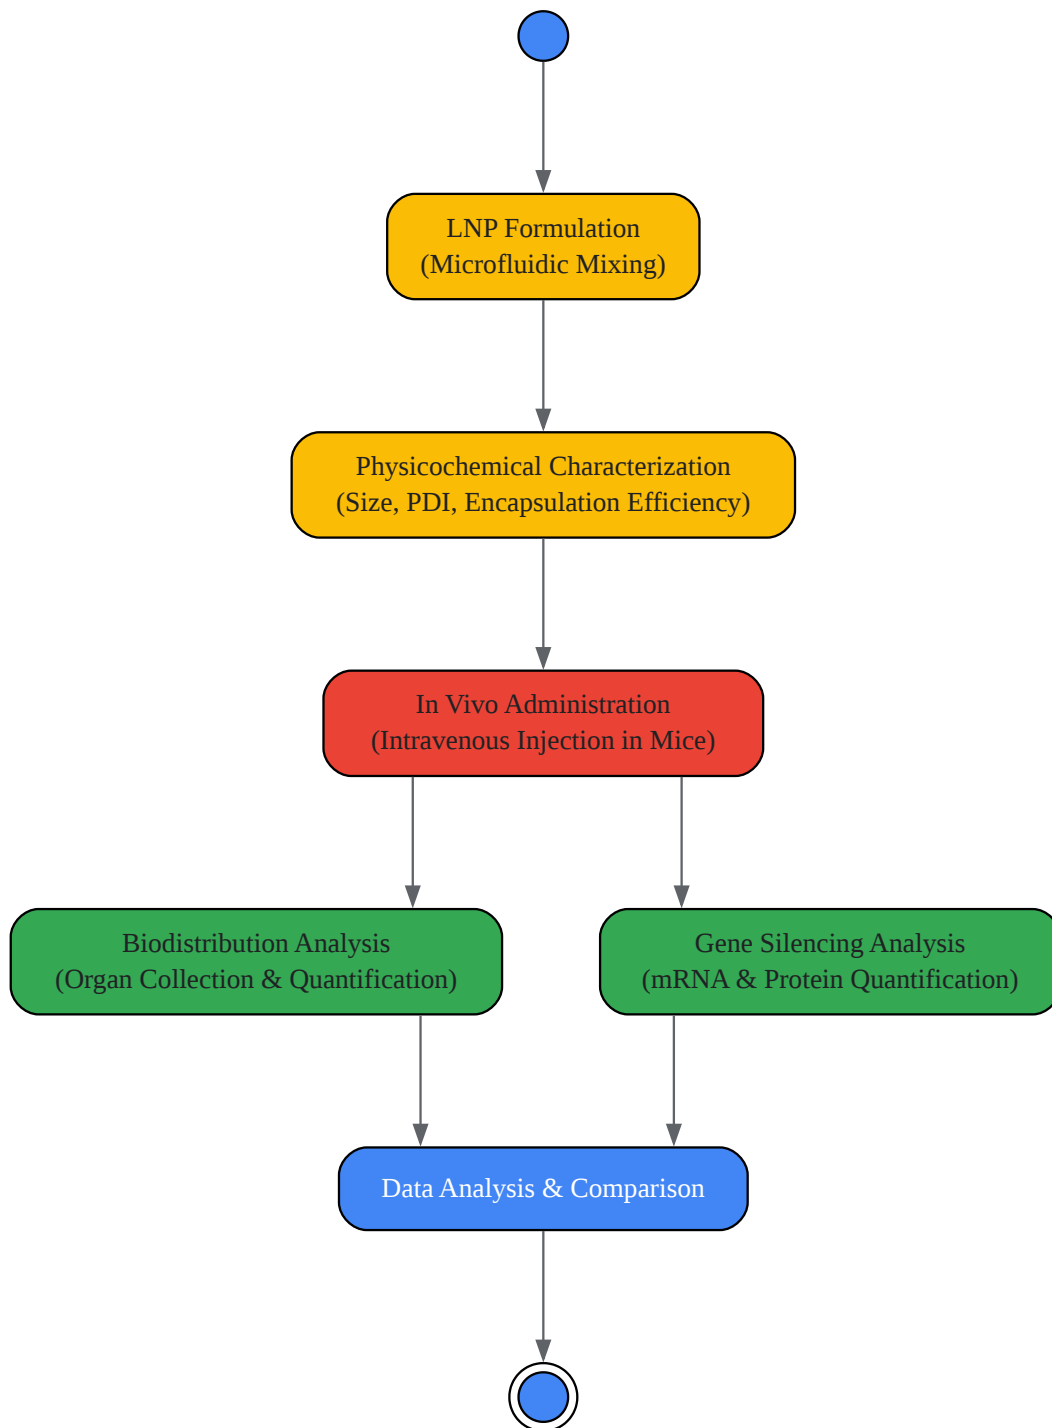 LNP Formulation
(Microfluidic Mixing)
Physicochemical Characterization
(Size, PDI, Encapsulation Efficiency)
In Vivo Administration
(Intravenous Injection in Mice)
Biodistribution Analysis
(Organ Collection & Quantification)
Gene Silencing Analysis
(mRNA & Protein Quantification)
Data Analysis & Comparison